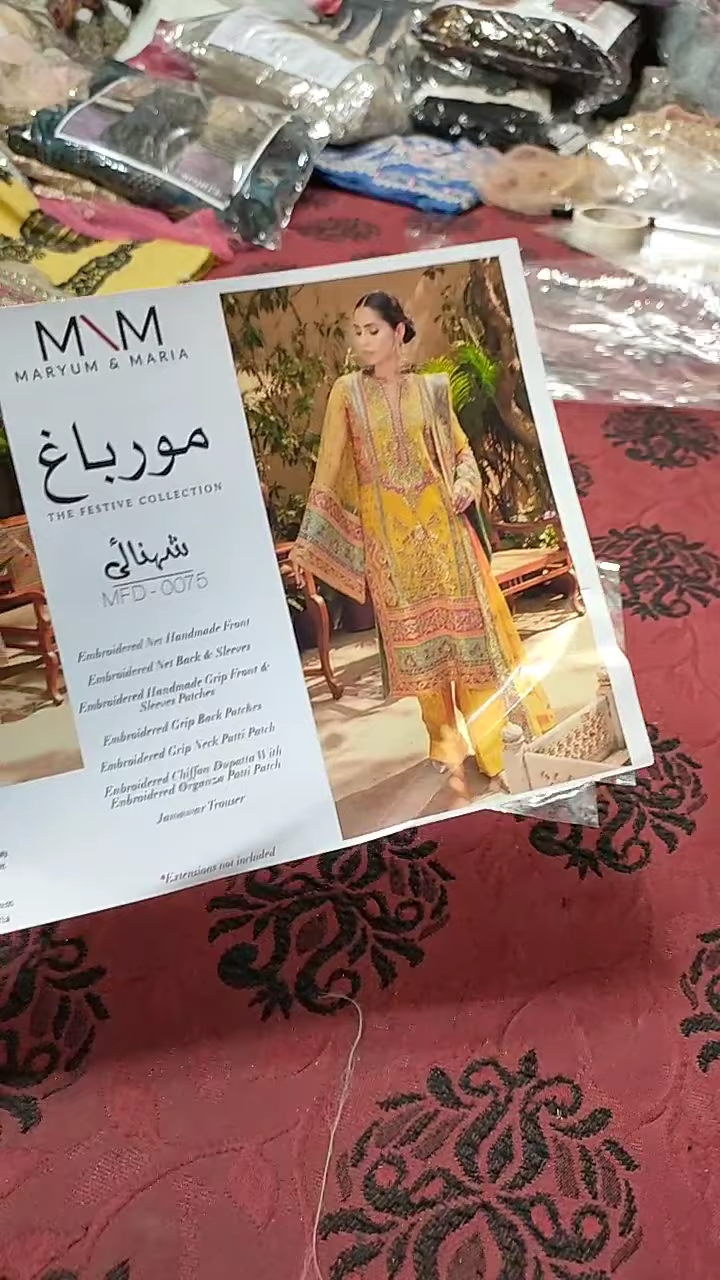 M\M
MARYUM & MARIA
مورباغ
THE FESTIVE COLLECTION
شہنائی
MFD - 0075
Embroidered Net Handmade Front
Embroidered Net Back & Sleeves
Embroidered Handmade Grip Front &
Sleeves Patches
Embroidered Grip Back Patches
Embroidered Grip Neck Patti Patch
Embroidered Chiffon Dupatta With
Embroidered Organza Patti Patch
Jamawar Trouser
*Extensions not included